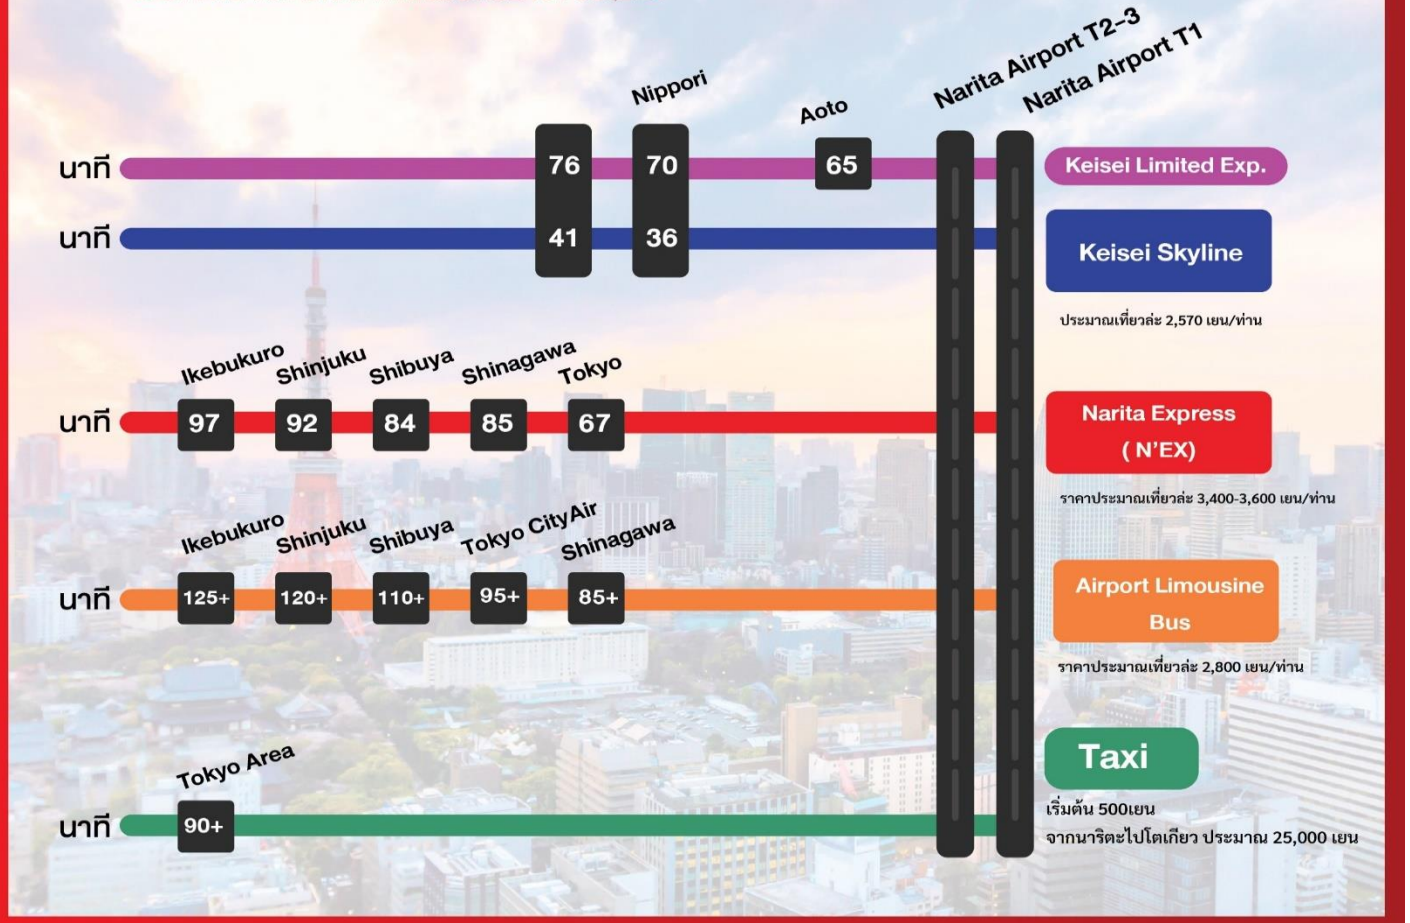 Narita Airport T2-3
Narita Airport T1
Nippori
Aoto
นาที 76 70 65 Keisei Limited Exp.
นาที 41 36 Keisei Skyline
ประมาณเที่ยวล่ะ 2,570 เยน/ท่าน
Ikebukuro Shinjuku Shibuya Shinagawa Tokyo
นาที 97 92 84 85 67
Narita Express
( N'EX)
ราคาประมาณเที่ยวล่ะ 3,400-3,600 เยน/ท่าน
Ikebukuro Shinjuku Shibuya Tokyo CityAir Shinagawa
นาที 125+ 120+ 110+ 95+ 85+
Airport Limousine
Bus
ราคาประมาณเที่ยวล่ะ 2,800 เยน/ท่าน
Tokyo Area
นาที 90+
Taxi
เริ่มต้น 500เยน
จากนาริตะไปโตเกียว ประมาณ 25,000 เยน